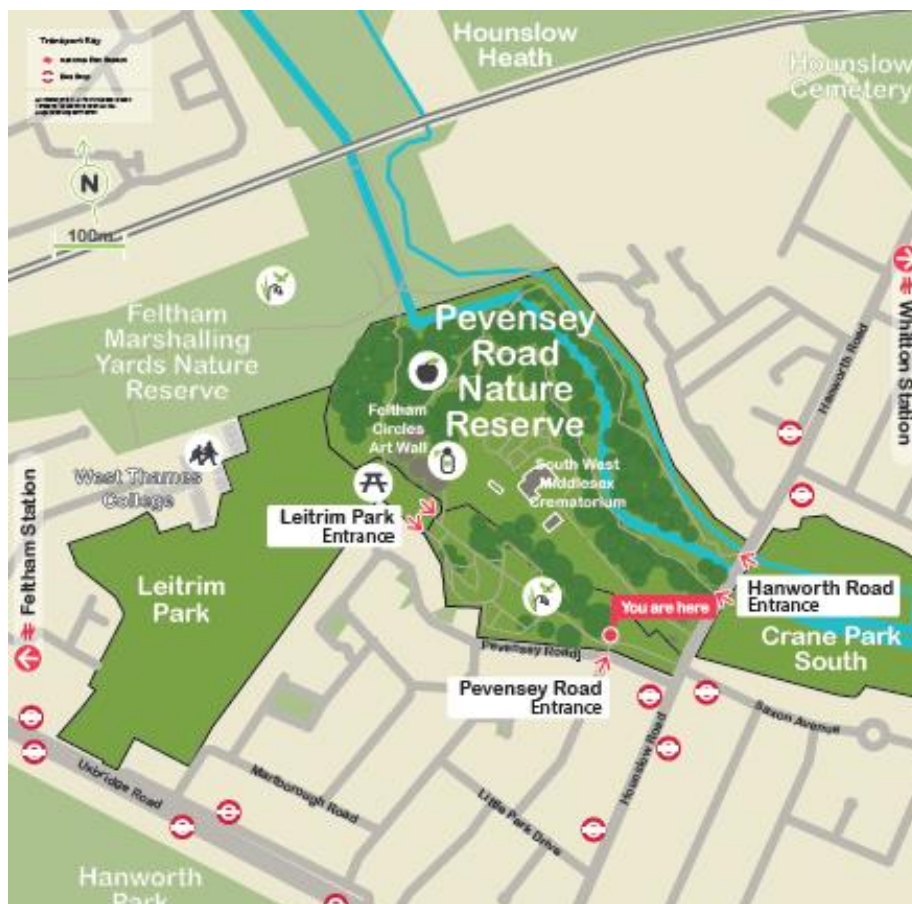 Transport Key
Hounslow
Heath
Hounslow
Cemetery
N
100m
Feltham
Marshalling
Yards Nature
Reserve
Pevensey
Road
Nature
Reserve
Hanworth Road
Whitton Station
Feltham
Circles
Art Wall
West Thames
College
South West
Middlesex
Crematorium
Leitrim Park
Entrance
Feltham Station
Leitrim
Park
You are here
Hanworth Road
Entrance
Crane Park
South
Pevensey Road
Pevensey Road
Entrance
Saxon Avenue
Hounslow Road
Uxbridge Road
Marlborough Road
Little Park Drive
Hanworth
Park